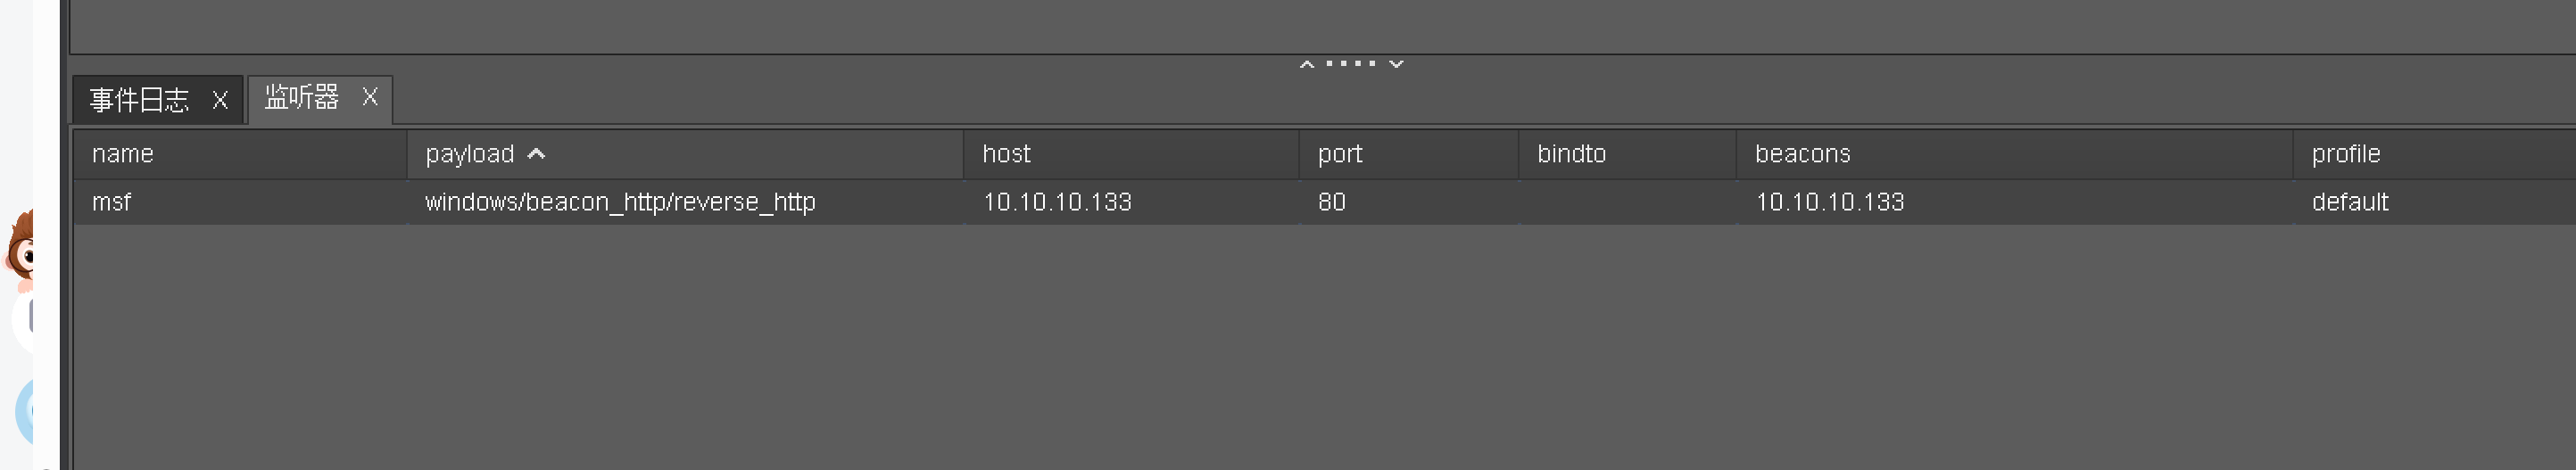 事件日志 X 监听器 X
name payload host port bindto beacons profile
msf windows/beacon_http/reverse_http 10.10.10.133 80 10.10.10.133 default